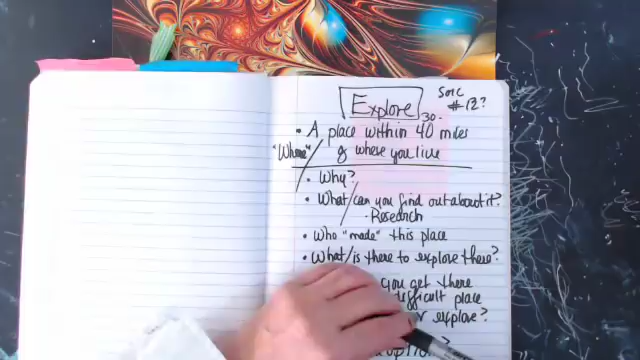 Explore
SOTC
#12?
30-
• A place within 40 miles
"Where" / of where you live
• Why?
• What / can you find out about it?
- Research
• Who "made" this place
• What / is there to explore there?
you get there
difficult place
or explore?